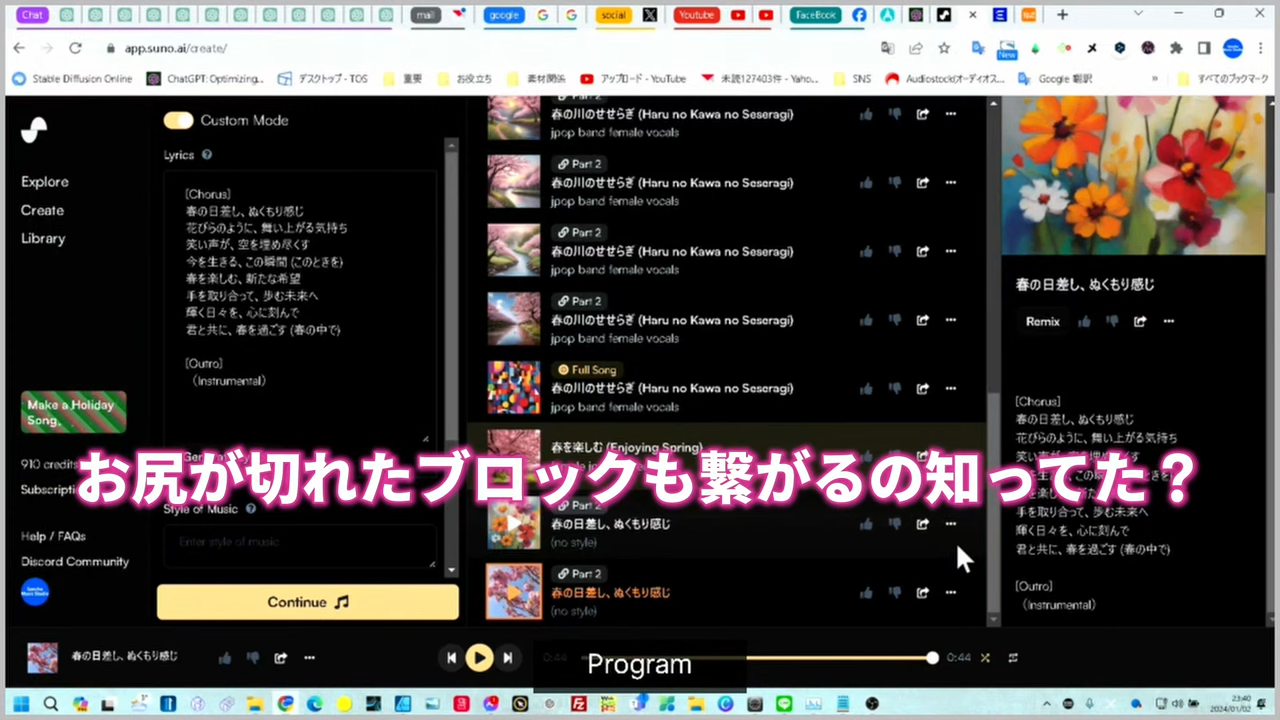 Chat
mail
google
social
Youtube
FaceBook
app.suno.ai/create/
New
Stable Diffusion Online
ChatGPT: Optimizing...
デスクトップ - TOS
重要
お役立ち
素材関係
アップロード - YouTube
未読127403件 - Yaho...
SNS
Audiostockオーディオス...
Google 翻訳
»
すべてのブックマーク
Explore
Create
Library
Make a Holiday
Song.
910 credits
Help / FAQs
Discord Community
Custom Mode
Lyrics
[Chorus]
春の日差し、ぬくもり感じ
花びらのように、舞い上がる気持ち
笑い声が、空を埋め尽くす
今を生きる、この瞬間 (このときを)
春を楽しむ、新たな希望
手を取り合って、歩む未来へ
輝く日々を、心に刻んで
君と共に、春を過ごす (春の中で)
[Outro]
（Instrumental）
Style of Music
Enter style of music
Continue
Part 2
春の川のせせらぎ (Haru no Kawa no Seseragi)
jpop band female vocals
Part 2
春の川のせせらぎ (Haru no Kawa no Seseragi)
jpop band female vocals
Part 2
春の川のせせらぎ (Haru no Kawa no Seseragi)
jpop band female vocals
Part 2
春の川のせせらぎ (Haru no Kawa no Seseragi)
jpop band female vocals
Full Song
春の川のせせらぎ (Haru no Kawa no Seseragi)
jpop band female vocals
春を楽しむ (Enjoying Spring)
お尻が切れたブロックも繋がるの知ってた？
Part 2
春の日差し、ぬくもり感じ
(no style)
Part 2
春の日差し、ぬくもり感じ
(no style)
春の日差し、ぬくもり感じ
Remix
[Chorus]
春の日差し、ぬくもり感じ
花びらのように、舞い上がる気持ち
手を取り合って、歩む未来へ
輝く日々を、心に刻んで
君と共に、春を過ごす (春の中で)
[Outro]
（Instrumental）
春の日差し、ぬくもり感じ
0:44
0:44
Program
23:40
2024/01/02